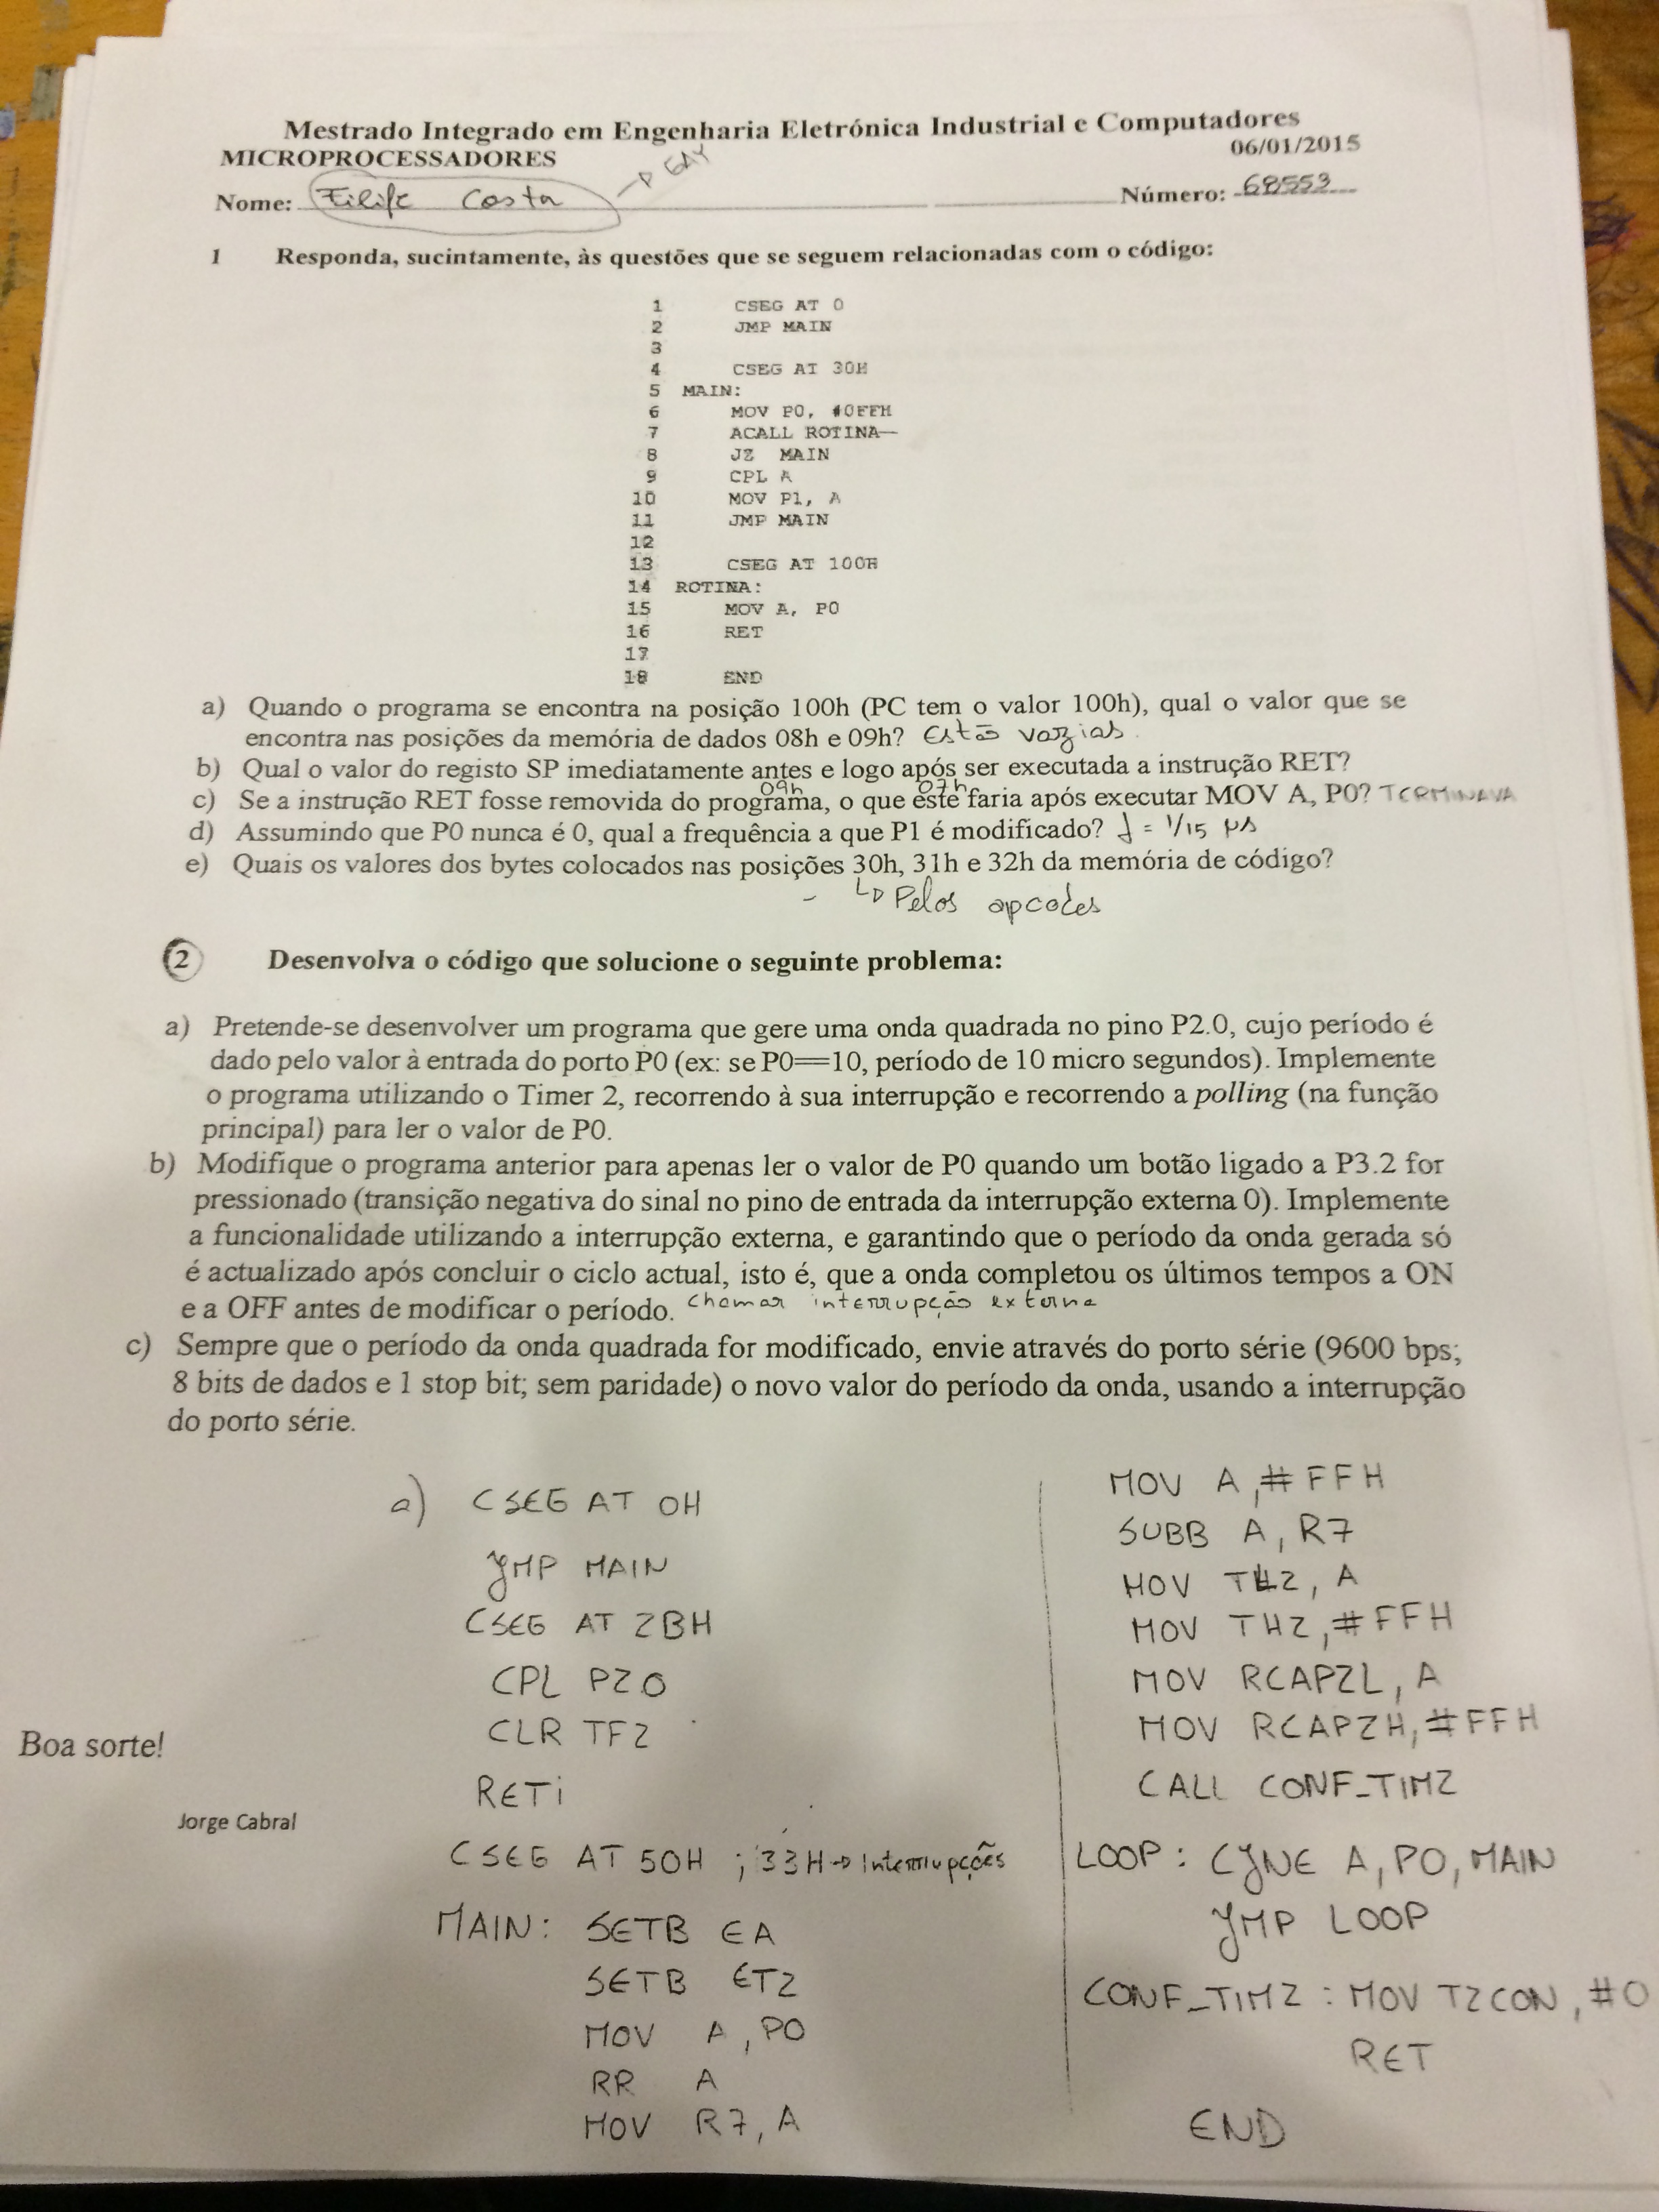 Mestrado Integrado em Engenharia Eletrónica Industrial e Computadores
MICROPROCESSADORES 06/01/2015
Nome: Filipe Costa → GAY Número: 68553
1 Responda, sucintamente, às questões que se seguem relacionadas com o código:
1 CSEG AT 0
2 JMP MAIN
3
4 CSEG AT 30H
5 MAIN:
6 MOV P0, #0FFH
7 ACALL ROTINA
8 JZ MAIN
9 CPL A
10 MOV P1, A
11 JMP MAIN
12
13 CSEG AT 100H
14 ROTINA:
15 MOV A, P0
16 RET
17
18 END
a) Quando o programa se encontra na posição 100h (PC tem o valor 100h), qual o valor que se
encontra nas posições da memória de dados 08h e 09h? Estão vazias.
b) Qual o valor do registo SP imediatamente antes e logo após ser executada a instrução RET?
09h 07h
c) Se a instrução RET fosse removida do programa, o que este faria após executar MOV A, P0? TERMINAVA
d) Assumindo que P0 nunca é 0, qual a frequência a que P1 é modificado? f = 1/15 µs
e) Quais os valores dos bytes colocados nas posições 30h, 31h e 32h da memória de código?
- ↳ Pelos opcodes
2 Desenvolva o código que solucione o seguinte problema:
a) Pretende-se desenvolver um programa que gere uma onda quadrada no pino P2.0, cujo período é
dado pelo valor à entrada do porto P0 (ex: se P0==10, período de 10 micro segundos). Implemente
o programa utilizando o Timer 2, recorrendo à sua interrupção e recorrendo a polling (na função
principal) para ler o valor de P0.
b) Modifique o programa anterior para apenas ler o valor de P0 quando um botão ligado a P3.2 for
pressionado (transição negativa do sinal no pino de entrada da interrupção externa 0). Implemente
a funcionalidade utilizando a interrupção externa, e garantindo que o período da onda gerada só
é actualizado após concluir o ciclo actual, isto é, que a onda completou os últimos tempos a ON
e a OFF antes de modificar o período. Chamar interrupção externa
c) Sempre que o período da onda quadrada for modificado, envie através do porto série (9600 bps;
8 bits de dados e 1 stop bit; sem paridade) o novo valor do período da onda, usando a interrupção
do porto série.
a) CSEG AT 0H
JMP MAIN
CSEG AT 2BH
CPL P2.0
CLR TF2
RETi
CSEG AT 50H ; 33H → Interrupções
MAIN: SETB EA
SETB ET2
MOV A, P0
RR A
MOV R7, A
MOV A, #FFH
SUBB A, R7
MOV TL2, A
MOV TH2, #FFH
MOV RCAP2L, A
MOV RCAP2H, #FFH
CALL CONF_TIM2
LOOP: CJNE A, P0, MAIN
JMP LOOP
CONF_TIM2: MOV T2CON, #0
RET
END
Boa sorte!
Jorge Cabral